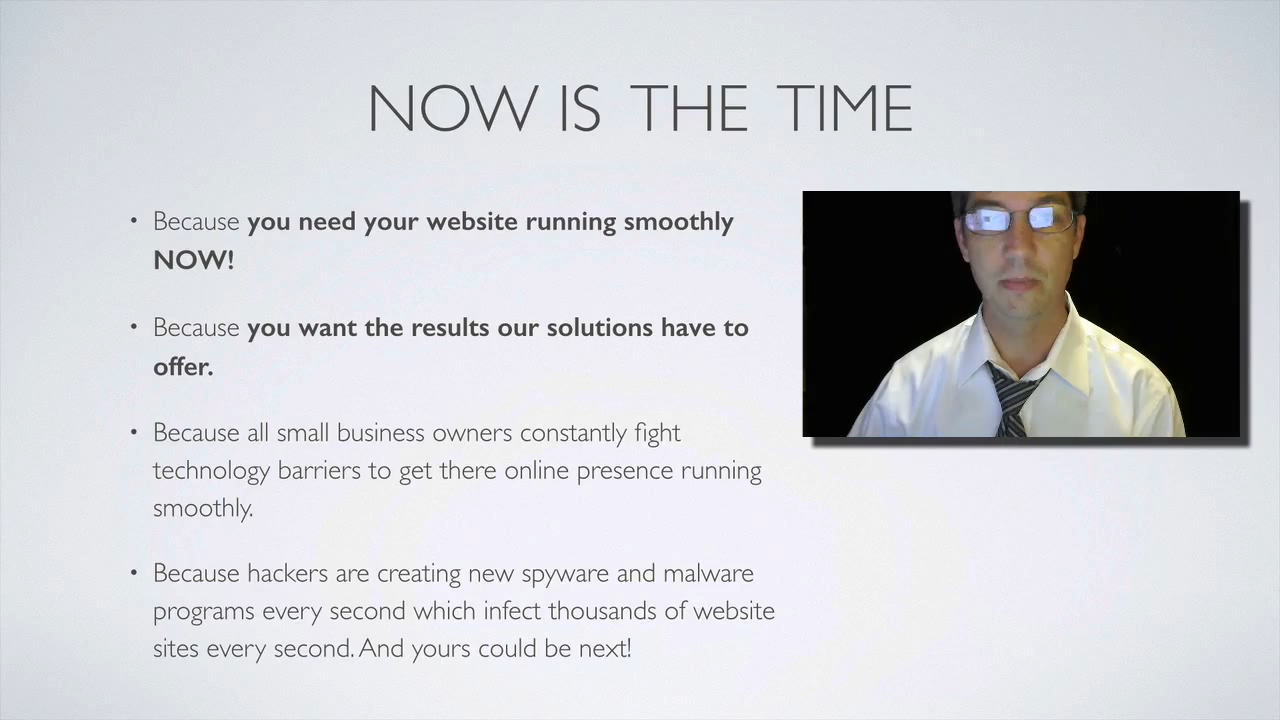 NOW IS THE TIME
• Because you need your website running smoothly
NOW!
• Because you want the results our solutions have to
offer.
• Because all small business owners constantly fight
technology barriers to get there online presence running
smoothly.
• Because hackers are creating new spyware and malware
programs every second which infect thousands of website
sites every second. And yours could be next!